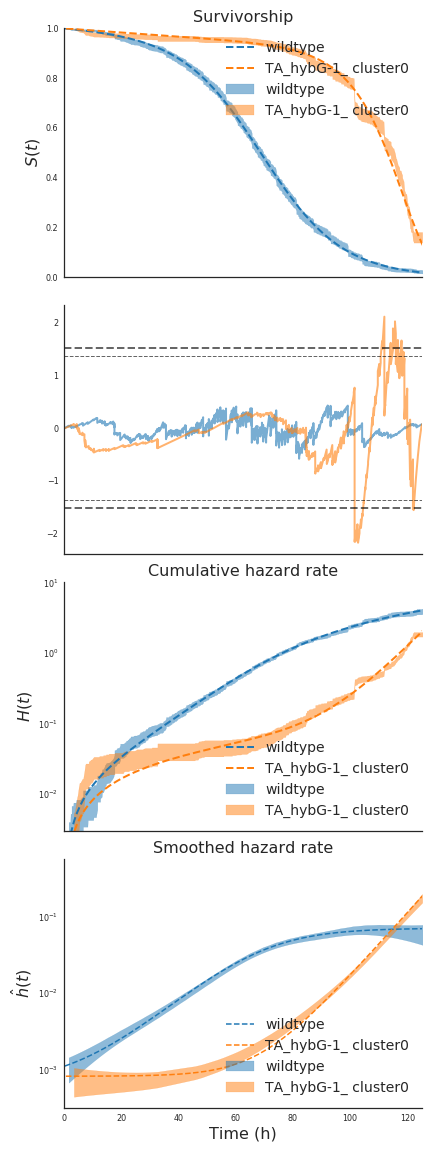 Survivorship
1.0
0.8
0.6
0.4
0.2
0.0
S(t)
wildtype
TA_hybG-1_ cluster0
wildtype
TA_hybG-1_ cluster0
2
1
0
−1
−2
Cumulative hazard rate
10¹
10⁰
10⁻¹
10⁻²
H(t)
wildtype
TA_hybG-1_ cluster0
wildtype
TA_hybG-1_ cluster0
Smoothed hazard rate
10⁻¹
10⁻²
10⁻³
ĥ(t)
wildtype
TA_hybG-1_ cluster0
wildtype
TA_hybG-1_ cluster0
0 20 40 60 80 100 120
Time (h)